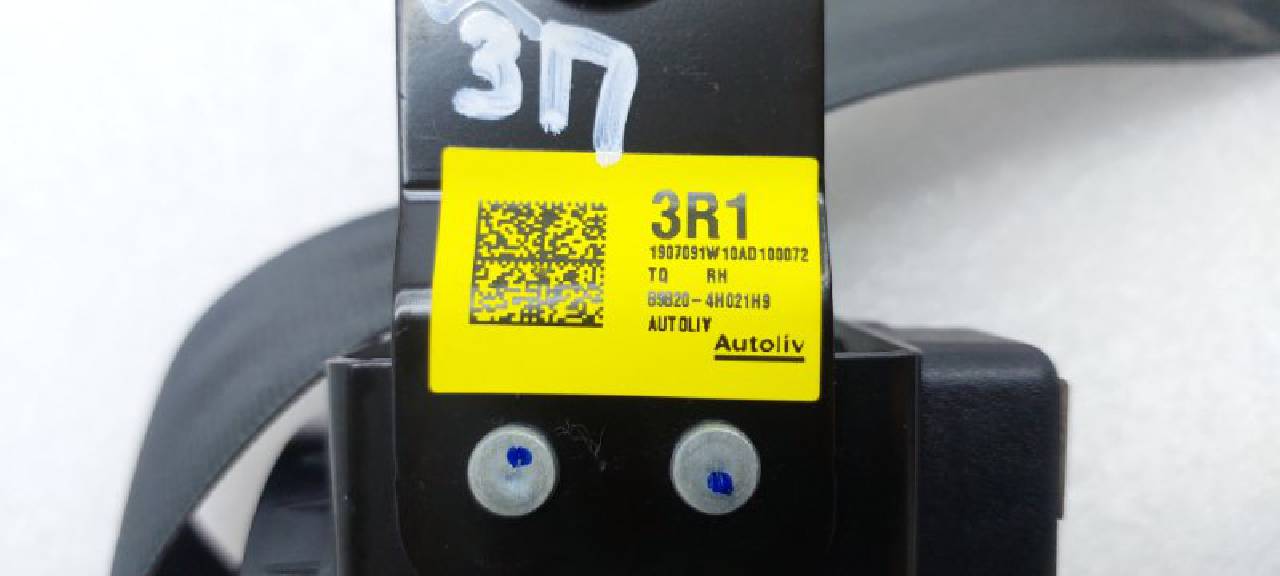 3П
3R1
1907091W10AD100072
TQ RH
89820-4H021H9
AUTOLIV
Autoliv